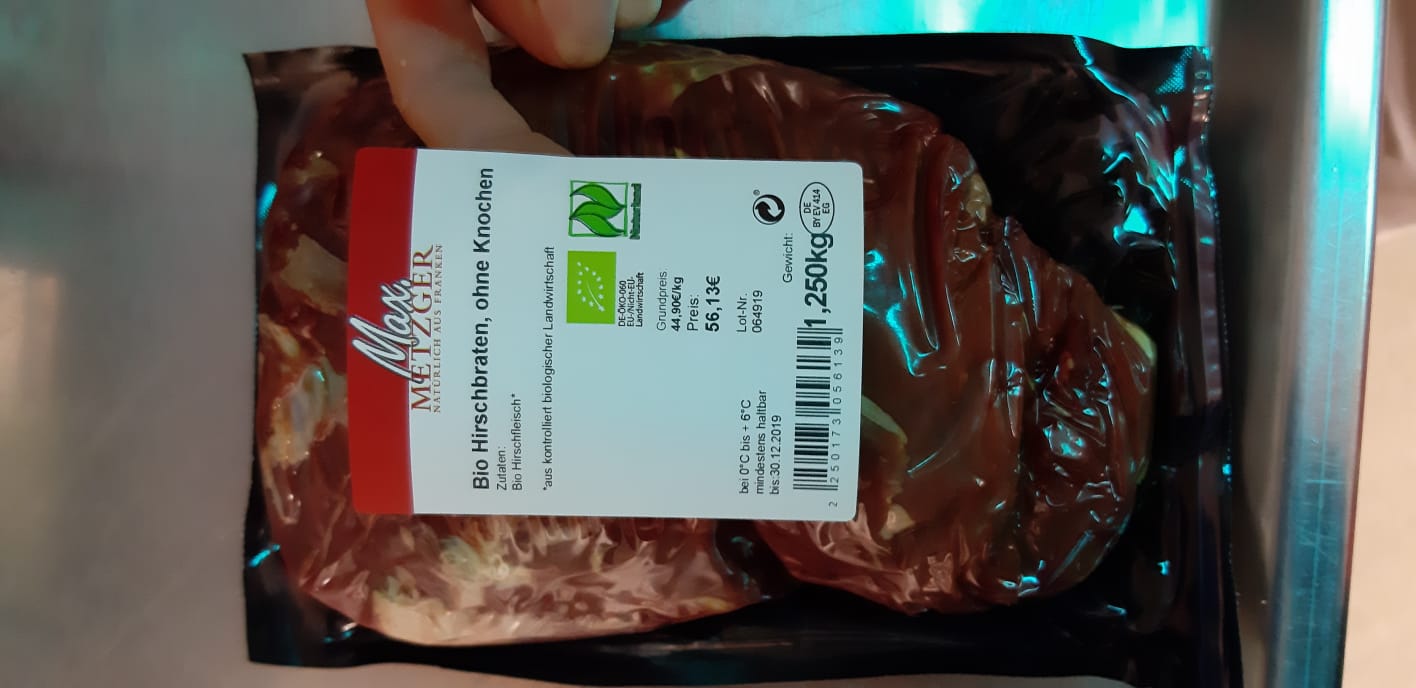 Max
METZGER
NATÜRLICH AUS FRANKEN
Bio Hirschbraten, ohne Knochen
Zutaten:
Bio Hirschfleisch*
*aus kontrolliert biologischer Landwirtschaft
Naturland
DE-ÖKO-060
EU-/Nicht-EU-
Landwirtschaft
Grundpreis
44,90€/kg
Preis:
56,13€
bei 0°C bis + 6°C
mindestens haltbar
bis:30.12.2019
Lot-Nr.
064919
Gewicht:
1,250kg
DE
BY EV 414
EG
2 250173 056139